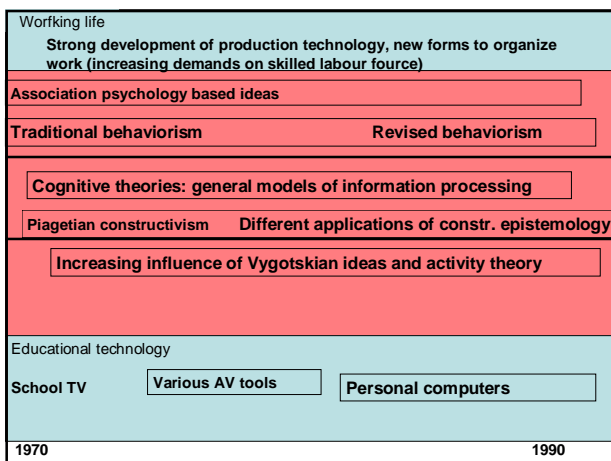 Worfking life
Strong development of production technology, new forms to organize
work (increasing demands on skilled labour fource)
Association psychology based ideas
Traditional behaviorism Revised behaviorism
Cognitive theories: general models of information processing
Piagetian constructivism Different applications of constr. epistemology
Increasing influence of Vygotskian ideas and activity theory
Educational technology
School TV Various AV tools Personal computers
1970 1990